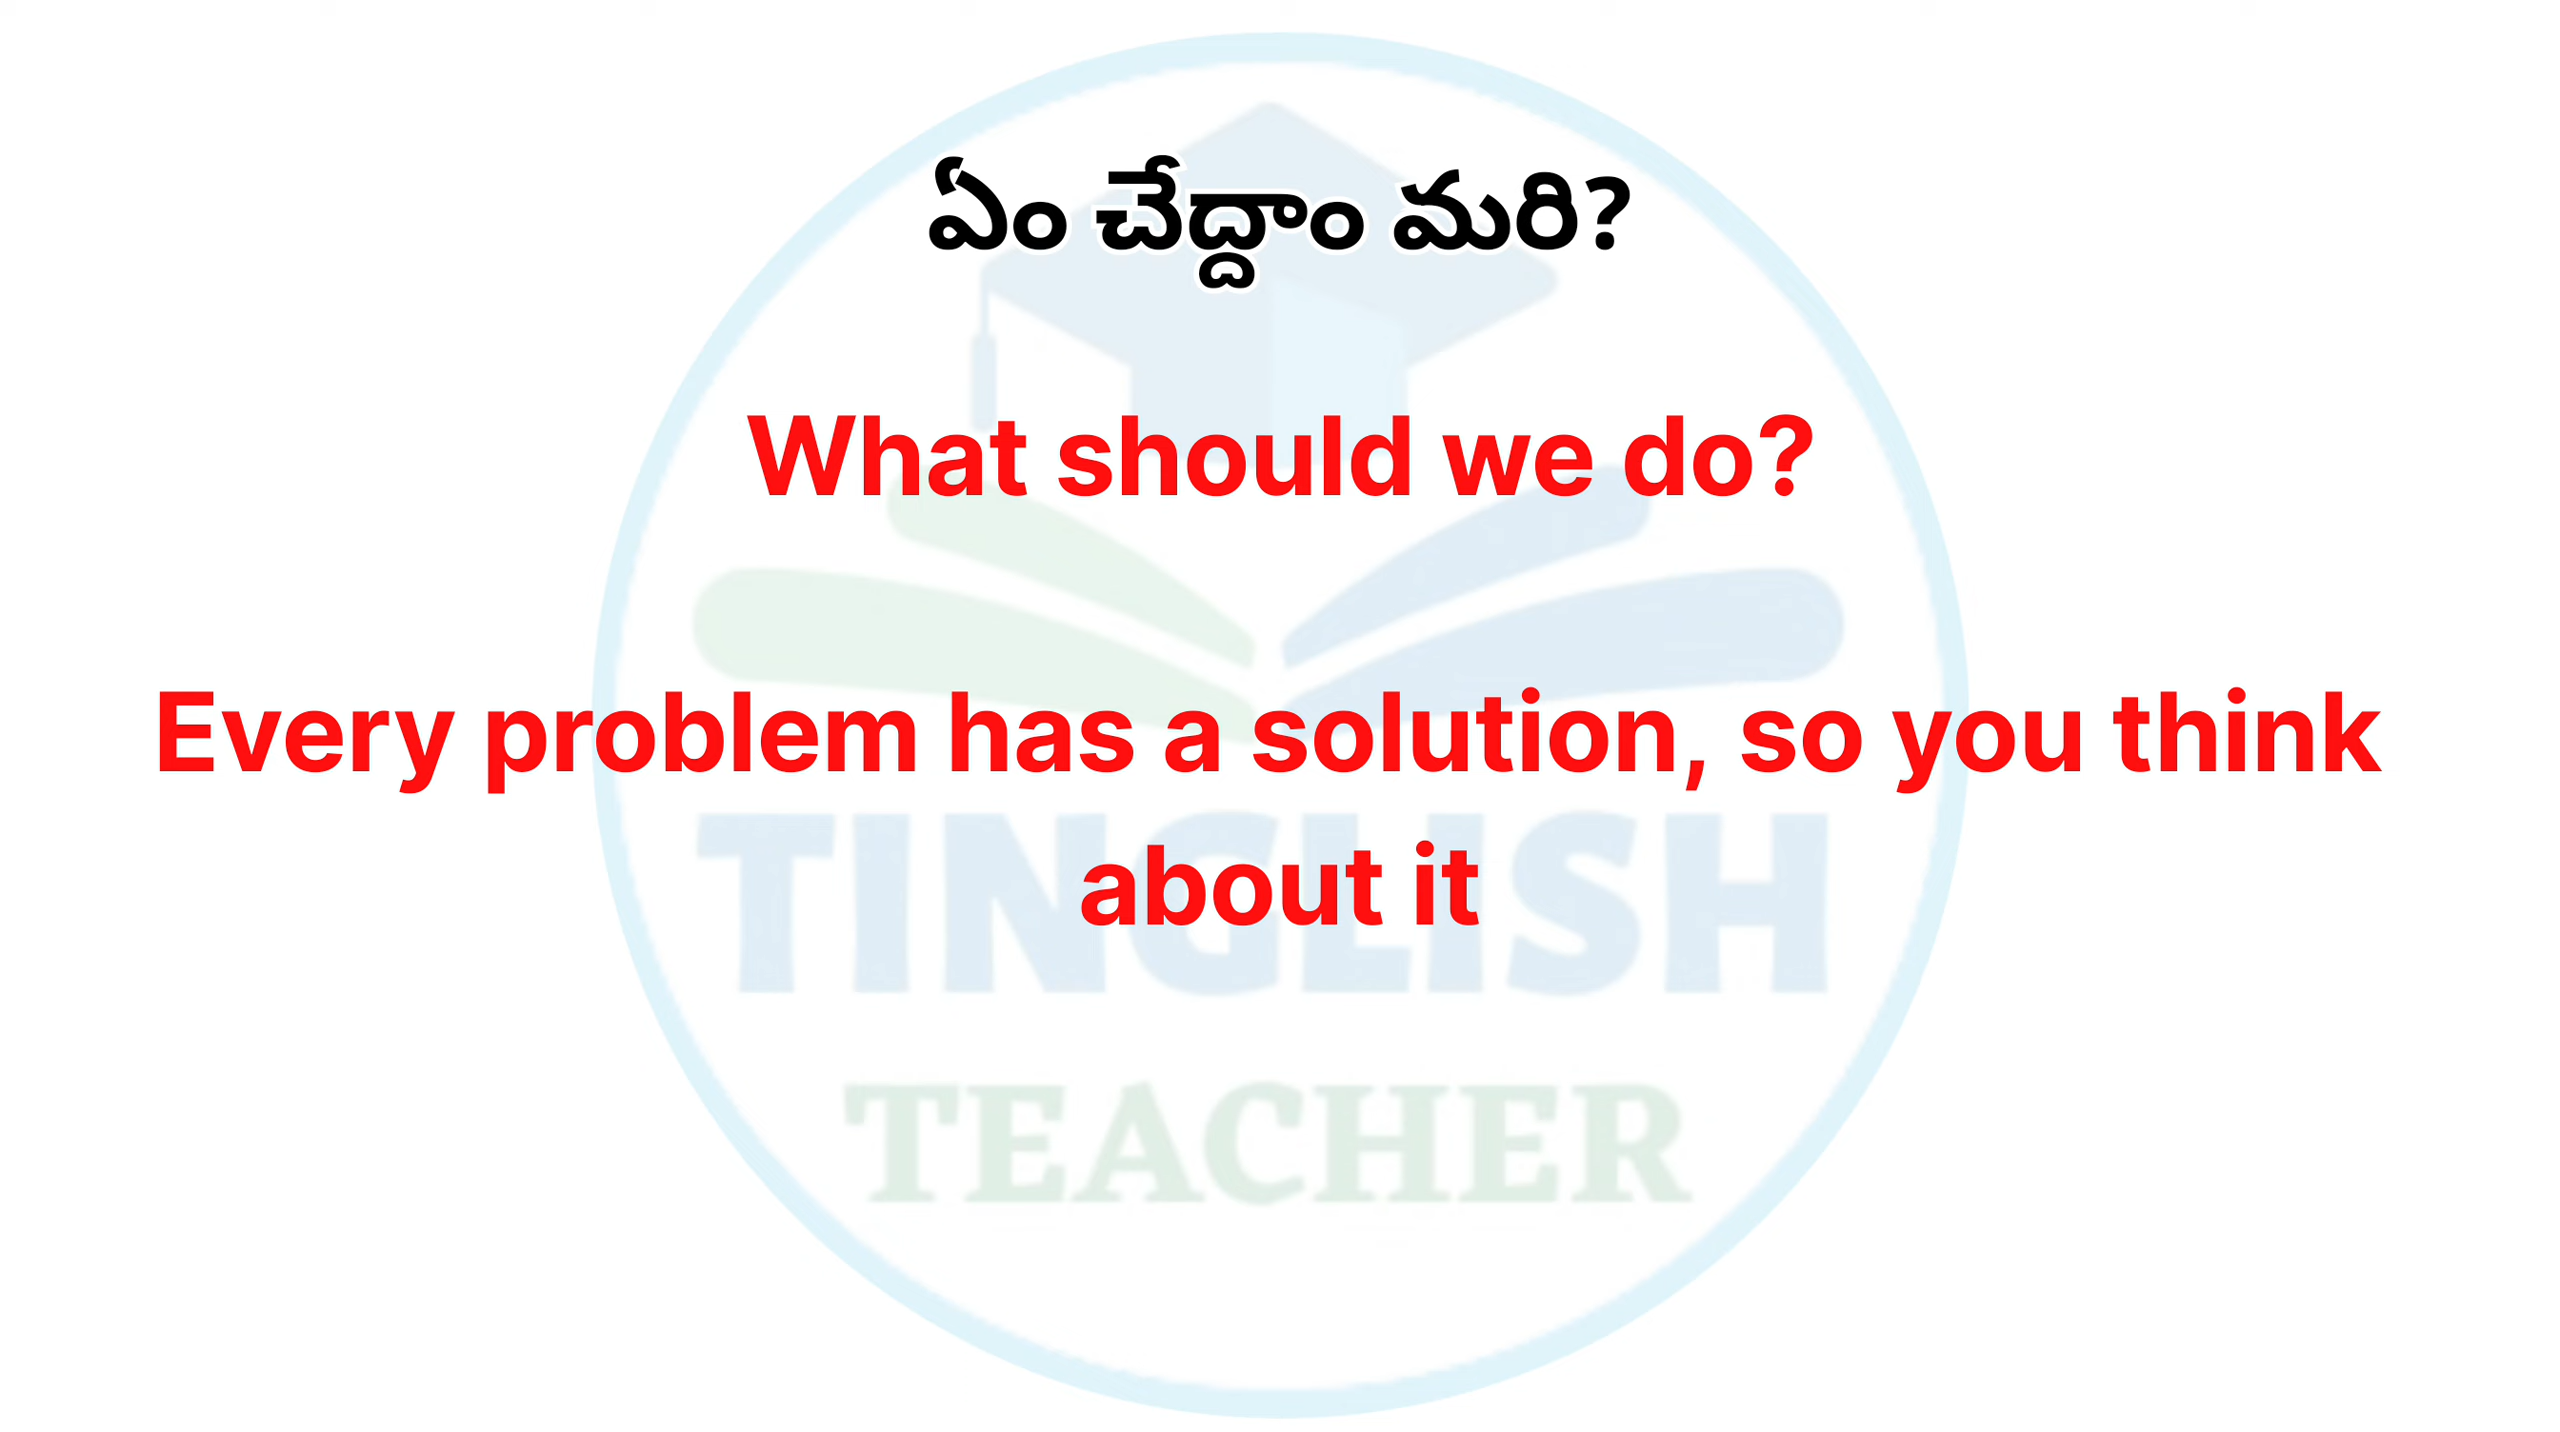 ఏం చేద్దాం మరి?
What should we do?
Every problem has a solution, so you think
about it
TINGLISH
TEACHER